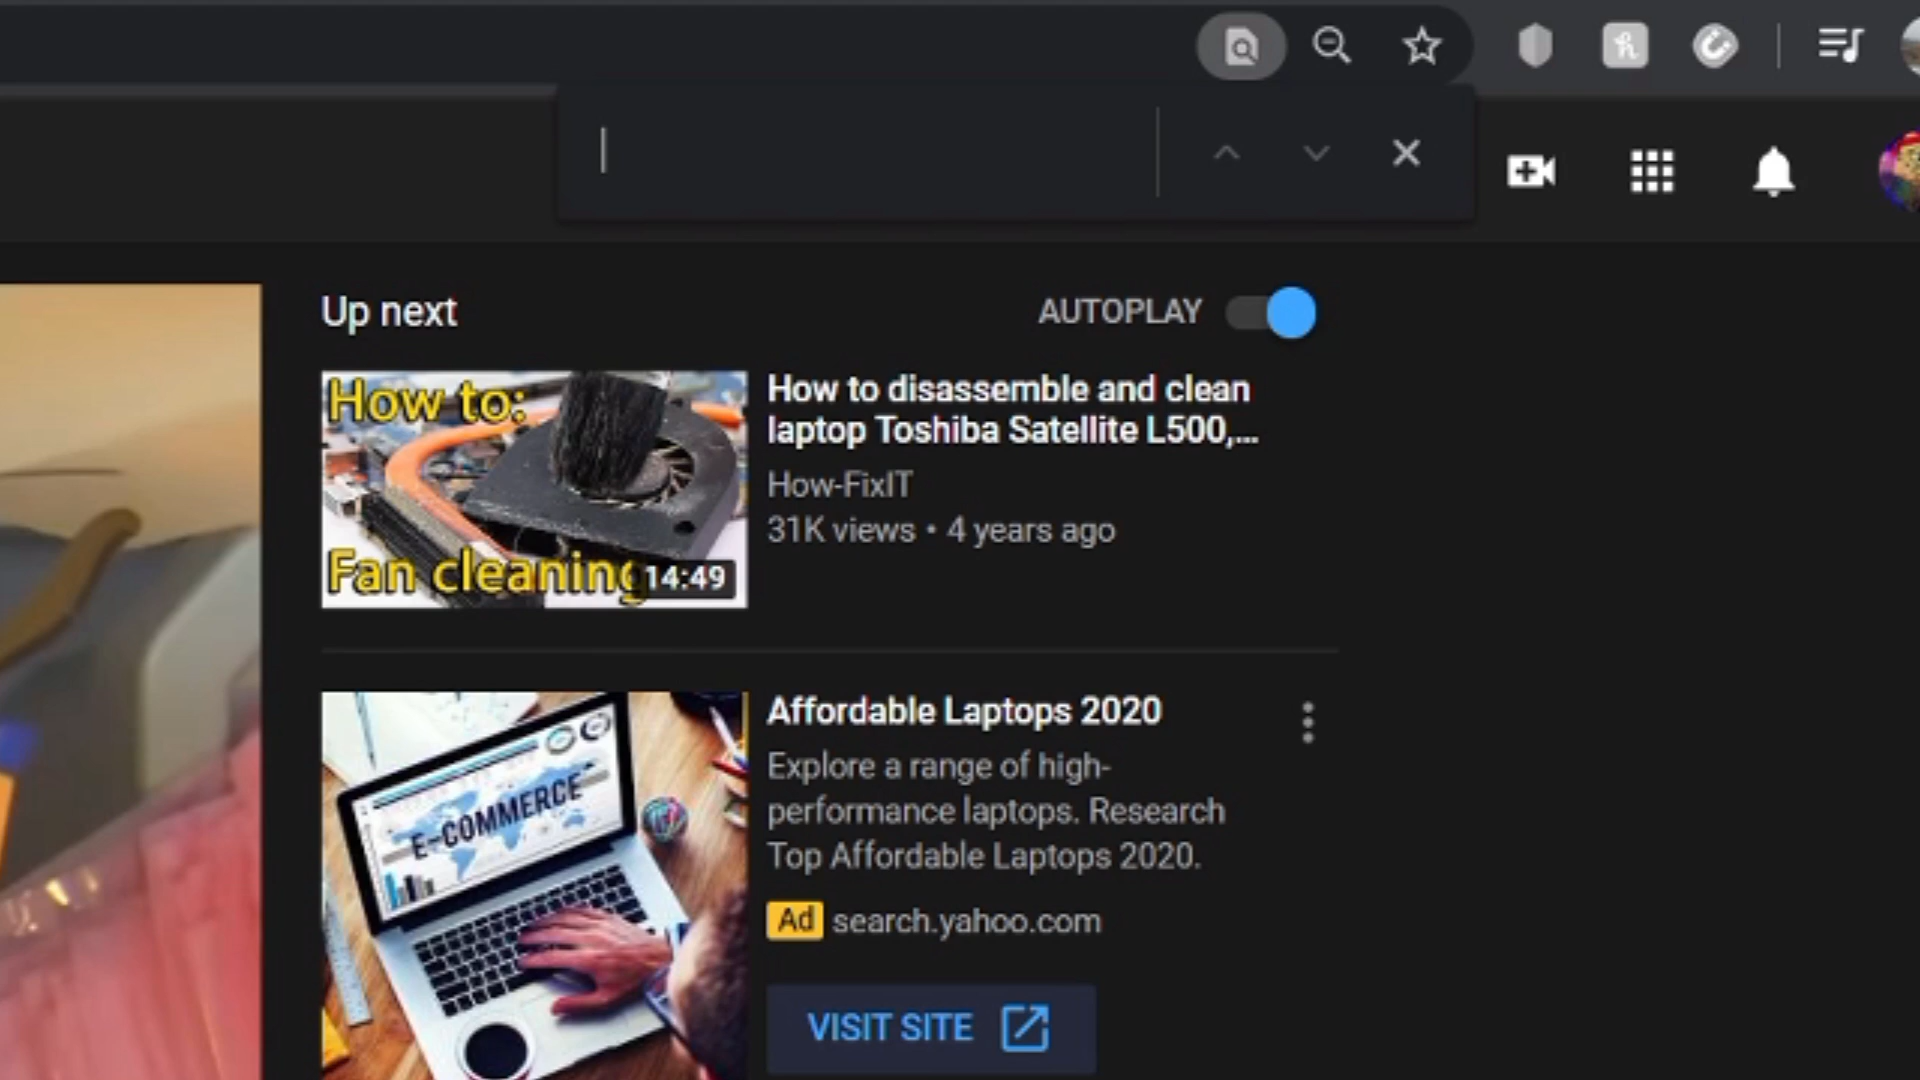 Up next
AUTOPLAY
How to:
Fan cleaning
14:49
How to disassemble and clean
laptop Toshiba Satellite L500,...
How-FixIT
31K views • 4 years ago
E-COMMERCE
Affordable Laptops 2020
Explore a range of high-
performance laptops. Research
Top Affordable Laptops 2020.
Ad search.yahoo.com
VISIT SITE